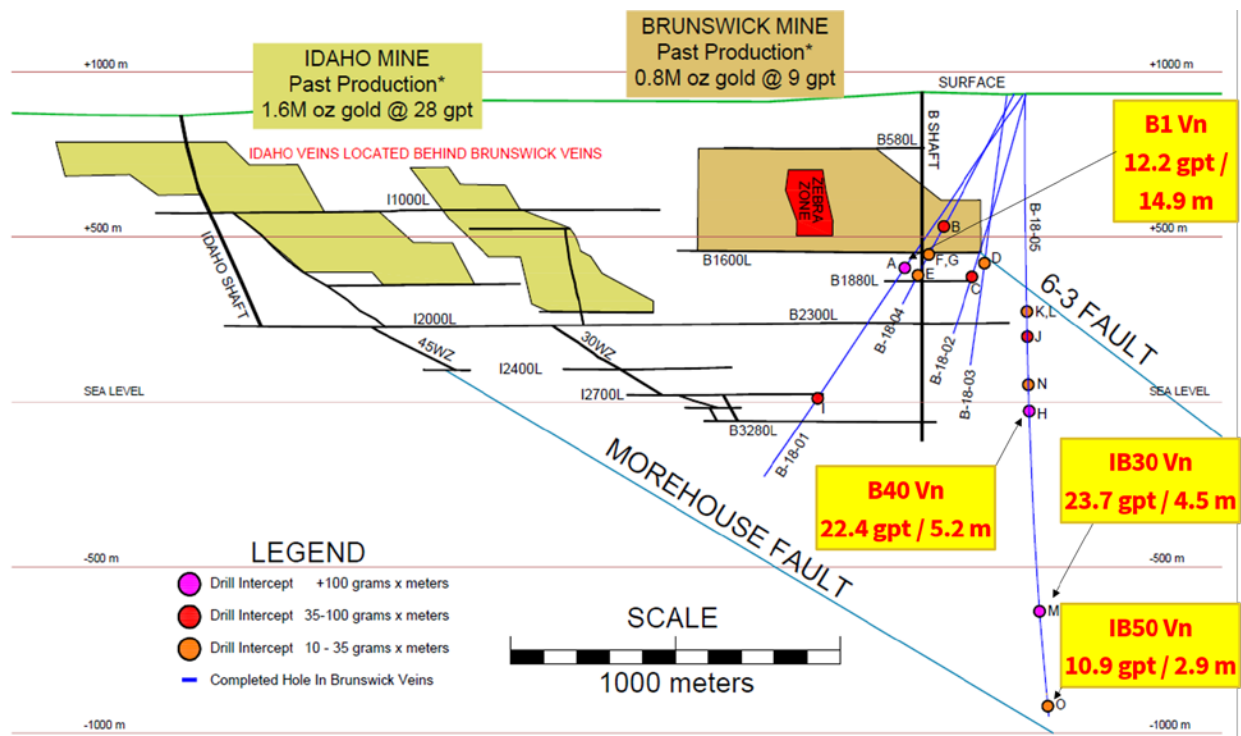 IDAHO MINE
Past Production*
1.6M oz gold @ 28 gpt
BRUNSWICK MINE
Past Production*
0.8M oz gold @ 9 gpt
+1000 m
+1000 m
SURFACE
B1 Vn
12.2 gpt /
14.9 m
IDAHO VEINS LOCATED BEHIND BRUNSWICK VEINS
B580L
B SHAFT
ZEBRA
ZONE
I1000L
B-18-05
+500 m
+500 m
B
IDAHO SHAFT
B1600L
A
F,G
D
E
B1880L
C
6-3 FAULT
K,L
I2000L
B2300L
B-18-04
J
45WZ
30WZ
B-18-02
B-18-03
I2400L
SEA LEVEL
SEA LEVEL
N
I2700L
I
H
B3280L
B-18-01
MOREHOUSE FAULT
B40 Vn
22.4 gpt / 5.2 m
IB30 Vn
23.7 gpt / 4.5 m
-500 m
-500 m
LEGEND
Drill Intercept +100 grams x meters
Drill Intercept 35-100 grams x meters
Drill Intercept 10 - 35 grams x meters
Completed Hole In Brunswick Veins
SCALE
1000 meters
M
IB50 Vn
10.9 gpt / 2.9 m
O
-1000 m
-1000 m